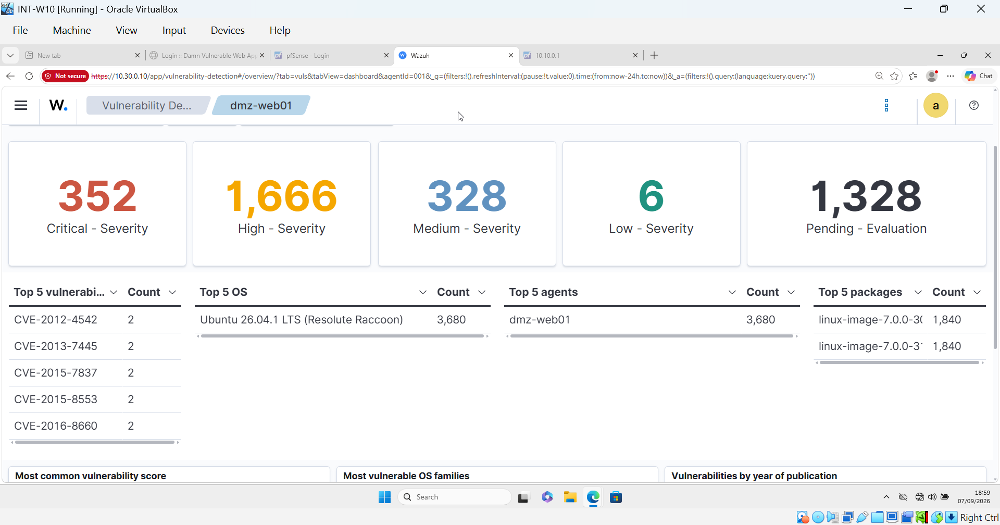 INT-W10 [Running] - Oracle VirtualBox
File Machine View Input Devices Help
New tab
Login :: Damn Vulnerable Web Ap
pfSense - Login
Wazuh
10.10.0.1
Not secure https://10.30.0.10/app/vulnerability-detection#/overview/?tab=vuls&tabView=dashboard&agentId=001&_g=(filters:!(),refreshInterval:(pause:!t,value:0),time:(from:now-24h,to:now))&_a=(filters:!(),query:(language:kuery,query:''))
Chat
W. Vulnerability De... dmz-web01 a
352
Critical - Severity
1,666
High - Severity
328
Medium - Severity
6
Low - Severity
1,328
Pending - Evaluation
Top 5 vulnerabi... Count
CVE-2012-4542 2
CVE-2013-7445 2
CVE-2015-7837 2
CVE-2015-8553 2
CVE-2016-8660 2
Top 5 OS Count
Ubuntu 26.04.1 LTS (Resolute Raccoon) 3,680
Top 5 agents Count
dmz-web01 3,680
Top 5 packages Count
linux-image-7.0.0-30 1,840
linux-image-7.0.0-3 1,840
Most common vulnerability score
Most vulnerable OS families
Vulnerabilities by year of publication
Search
18:59
07/09/2026
Right Ctrl